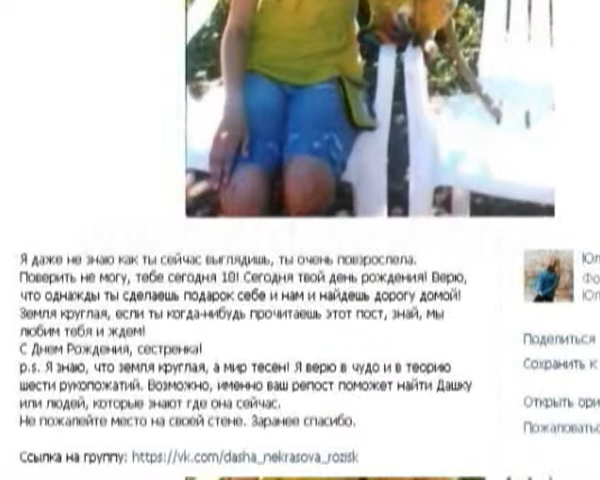 Я даже не знаю как ты сейчас выглядишь, ты очень повзрослела.
Поверить не могу, тебе сегодня 18! Сегодня твой день рождения! Верю,
что однажды ты сделаешь подарок себе и нам и найдешь дорогу домой!
Земля круглая, если ты когда-нибудь прочитаешь этот пост, знай, мы
любим тебя и ждем!
С Днем Рождения, сестренка!
p.s. Я знаю, что земля круглая, а мир тесен! Я верю в чудо и в теорию
шести рукопожатий. Возможно, именно ваш репост поможет найти Дашку
или людей, которые знают где она сейчас.
Не пожалейте место на своей стене. Заранее спасибо.
Ссылка на группу: https://vk.com/dasha_nekrasova_rozisk
Юл
Фо
Юл
Поделиться
Сохранить к
Открыть ори
Пожаловатьс